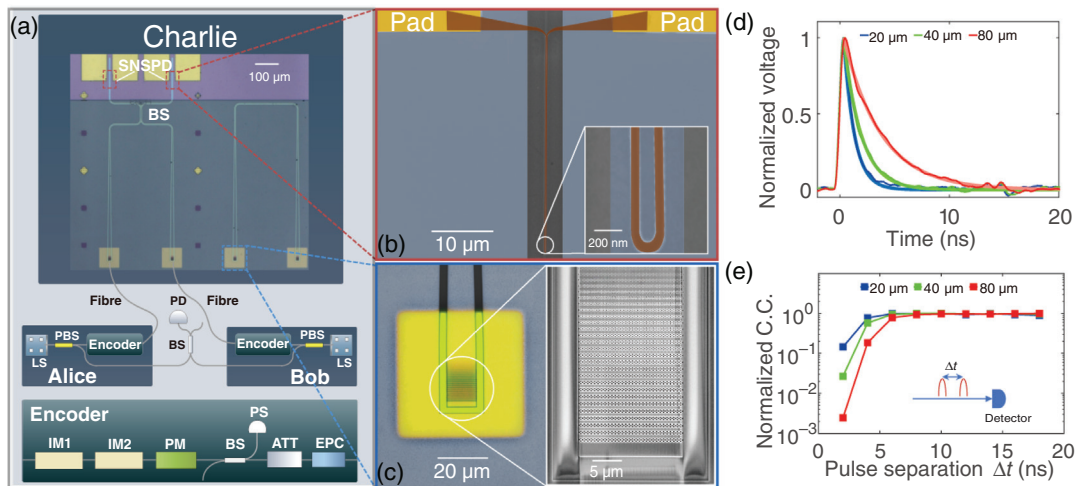 (a)
Charlie
SNSPD
100 µm
BS
Fibre
PD
Fibre
PBS
Encoder
BS
Encoder
PBS
LS
LS
Alice
Bob
Encoder
PS
IM1
IM2
PM
BS
ATT
EPC
Pad
Pad
10 µm
200 nm
(b)
20 µm
5 µm
(c)
(d)
20 µm
40 µm
80 µm
1
0.5
0
Normalized voltage
0
10
20
Time (ns)
(e)
20 µm
40 µm
80 µm
10⁰
10⁻¹
10⁻²
10⁻³
Normalized C.C.
Δt
Detector
0
5
10
15
20
Pulse separation Δt (ns)